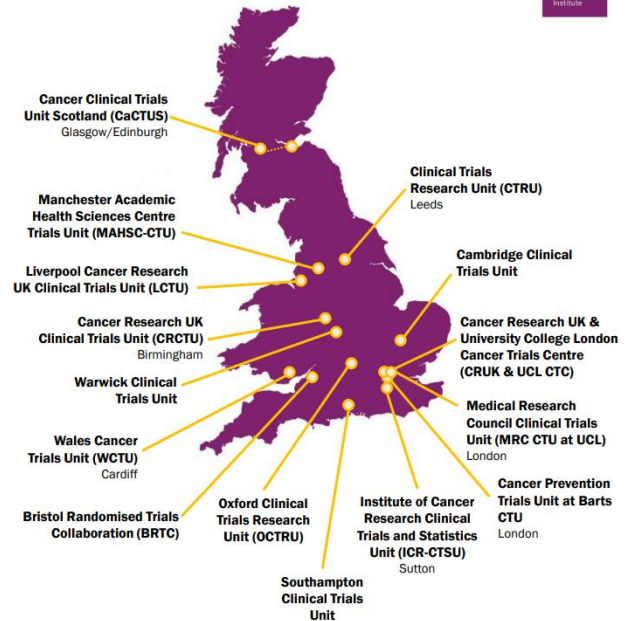 Institute
Cancer Clinical Trials
Unit Scotland (CaCTUS)
Glasgow/Edinburgh
Clinical Trials
Research Unit (CTRU)
Leeds
Manchester Academic
Health Sciences Centre
Trials Unit (MAHSC-CTU)
Cambridge Clinical
Trials Unit
Liverpool Cancer Research
UK Clinical Trials Unit (LCTU)
Cancer Research UK
Clinical Trials Unit (CRCTU)
Birmingham
Cancer Research UK &
University College London
Cancer Trials Centre
(CRUK & UCL CTC)
Warwick Clinical
Trials Unit
Medical Research
Council Clinical Trials
Unit (MRC CTU at UCL)
London
Wales Cancer
Trials Unit (WCTU)
Cardiff
Cancer Prevention
Trials Unit at Barts
CTU
London
Bristol Randomised Trials
Collaboration (BRTC)
Oxford Clinical
Trials Research
Unit (OCTRU)
Institute of Cancer
Research Clinical
Trials and Statistics
Unit (ICR-CTSU)
Sutton
Southampton
Clinical Trials
Unit